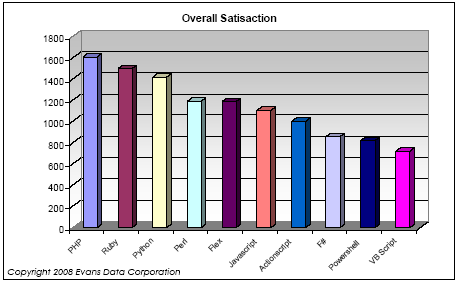 Overall Satisaction
1800
1600
1400
1200
1000
800
600
400
200
0
PHP
Ruby
Python
Perl
Flex
Javascript
Actionscript
F#
Powershell
VB Script
Copyright 2008 Evans Data Corporation